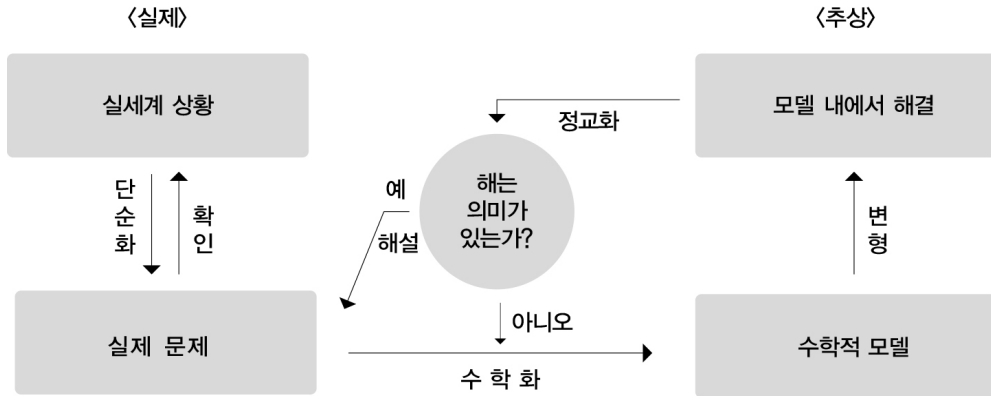 〈실제〉
〈추상〉
실세계 상황
모델 내에서 해결
정교화
해는
의미가
있는가?
예
해설
단순화
확인
변형
실제 문제
아니오
수학적 모델
수 학 화